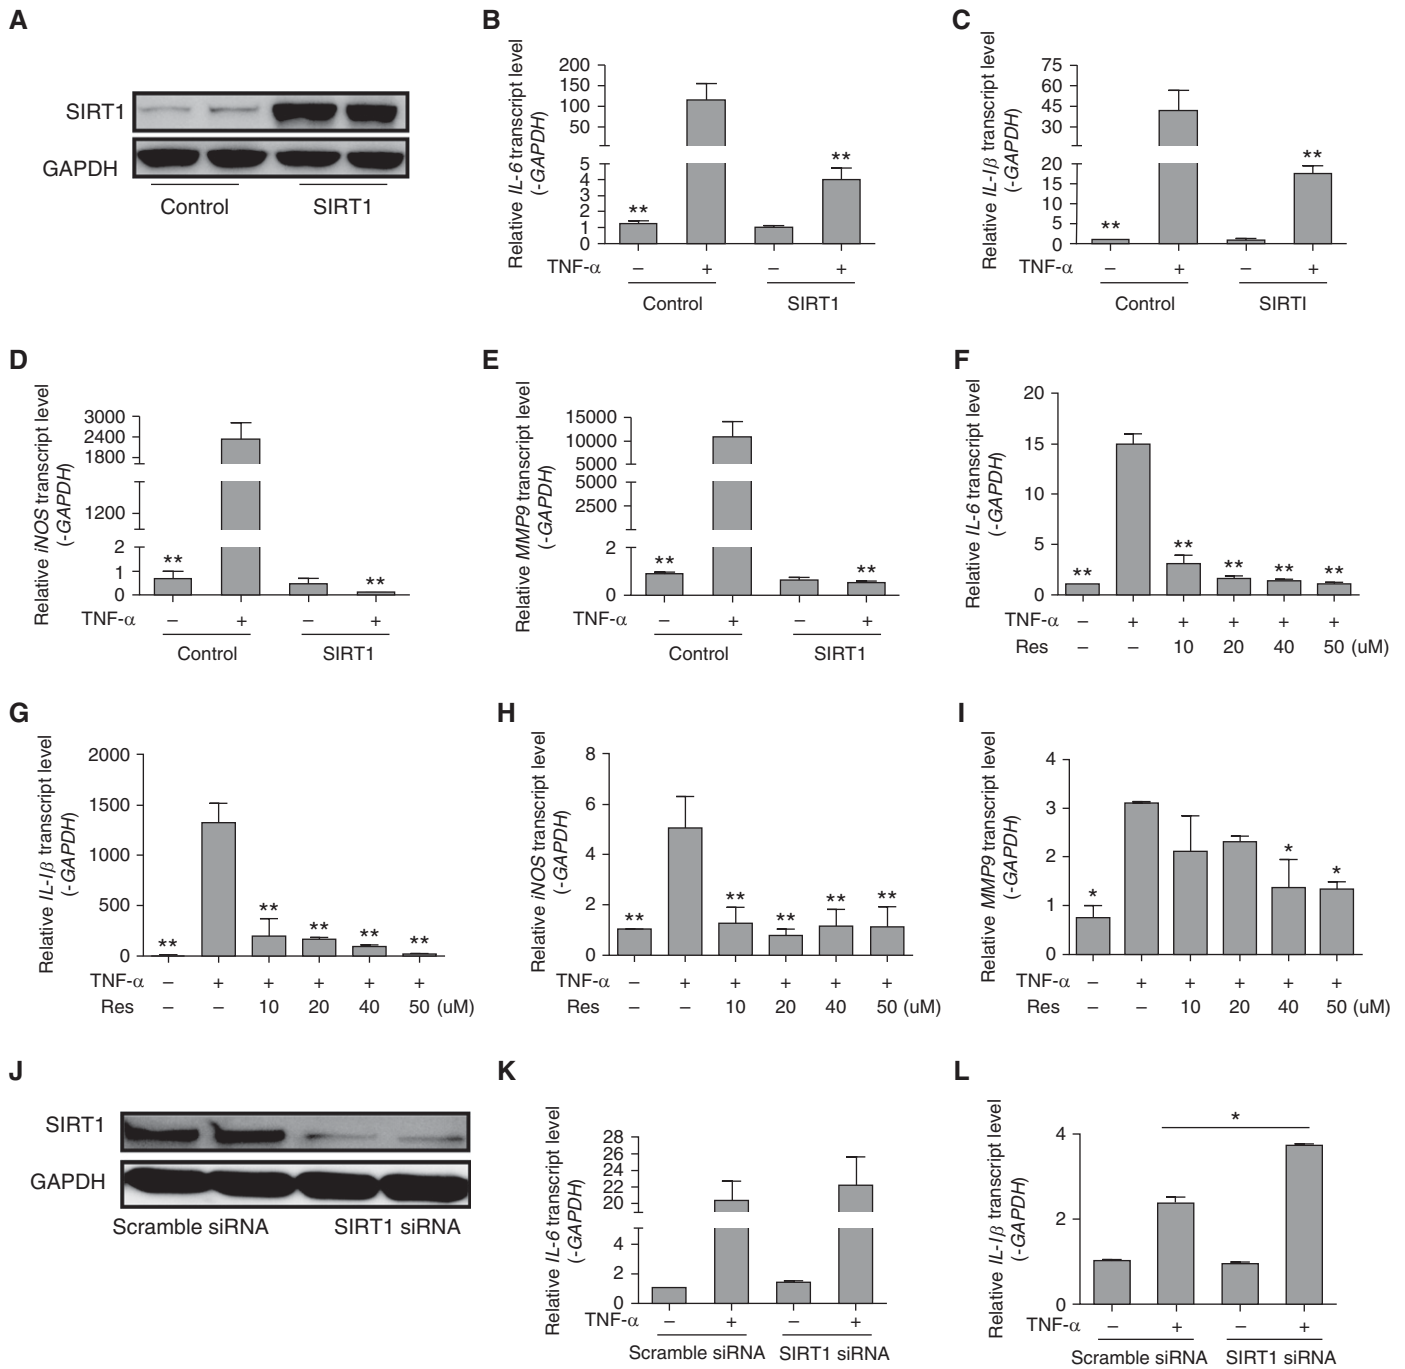 A
SIRT1
GAPDH
Control SIRT1
B
Relative IL-6 transcript level
(-GAPDH)
200
150
100
50
5
4
3
2
1
0
**
**
TNF-α – + – +
Control SIRT1
C
Relative IL-Iβ transcript level
(-GAPDH)
75
60
45
30
20
15
10
5
0
**
**
TNF-α – + – +
Control SIRTI
D
Relative iNOS transcript level
(-GAPDH)
3000
2400
1800
1200
2
1
0
**
**
TNF-α – + – +
Control SIRT1
E
Relative MMP9 transcript level
(-GAPDH)
15000
10000
5000
5000
2500
2
0
**
**
TNF-α – + – +
Control SIRT1
F
Relative IL-6 transcript level
(-GAPDH)
20
15
10
5
0
** ** ** ** **
TNF-α – + + + + +
Res – – 10 20 40 50 (uM)
G
Relative IL-Iβ transcript level
(-GAPDH)
2000
1500
1000
500
0
** ** ** ** **
TNF-α – + + + + +
Res – – 10 20 40 50 (uM)
H
Relative iNOS transcript level
(-GAPDH)
8
6
4
2
0
** ** ** ** **
TNF-α – + + + + +
Res – – 10 20 40 50 (uM)
I
Relative MMP9 transcript level
(-GAPDH)
4
3
2
1
0
* * *
TNF-α – + + + + +
Res – – 10 20 40 50 (uM)
J
SIRT1
GAPDH
Scramble siRNA SIRT1 siRNA
K
Relative IL-6 transcript level
(-GAPDH)
28
26
24
22
20
4
2
0
TNF-α – + – +
Scramble siRNA SIRT1 siRNA
L
Relative IL-Iβ transcript level
(-GAPDH)
4
2
0
*
TNF-α – + – +
Scramble siRNA SIRT1 siRNA